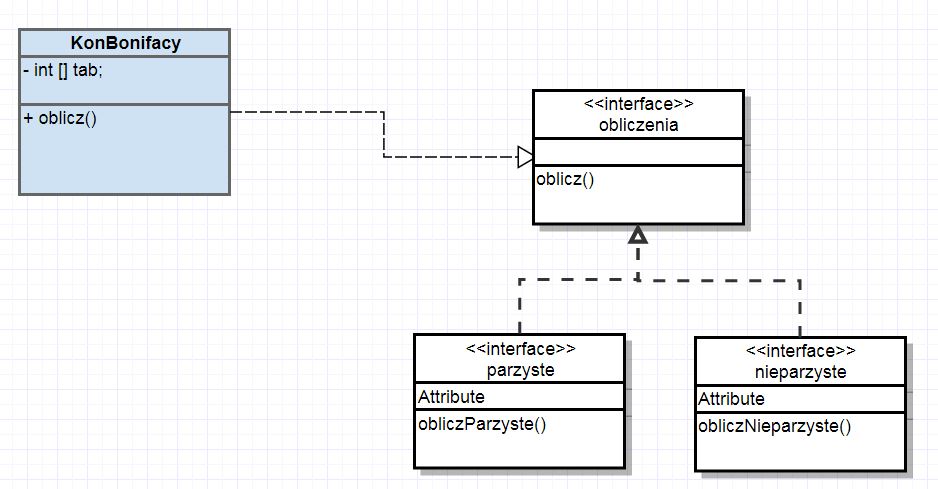 KonBonifacy
- int [] tab;
+ oblicz()
<<interface>>
obliczenia
oblicz()
<<interface>>
parzyste
Attribute
obliczParzyste()
<<interface>>
nieparzyste
Attribute
obliczNieparzyste()